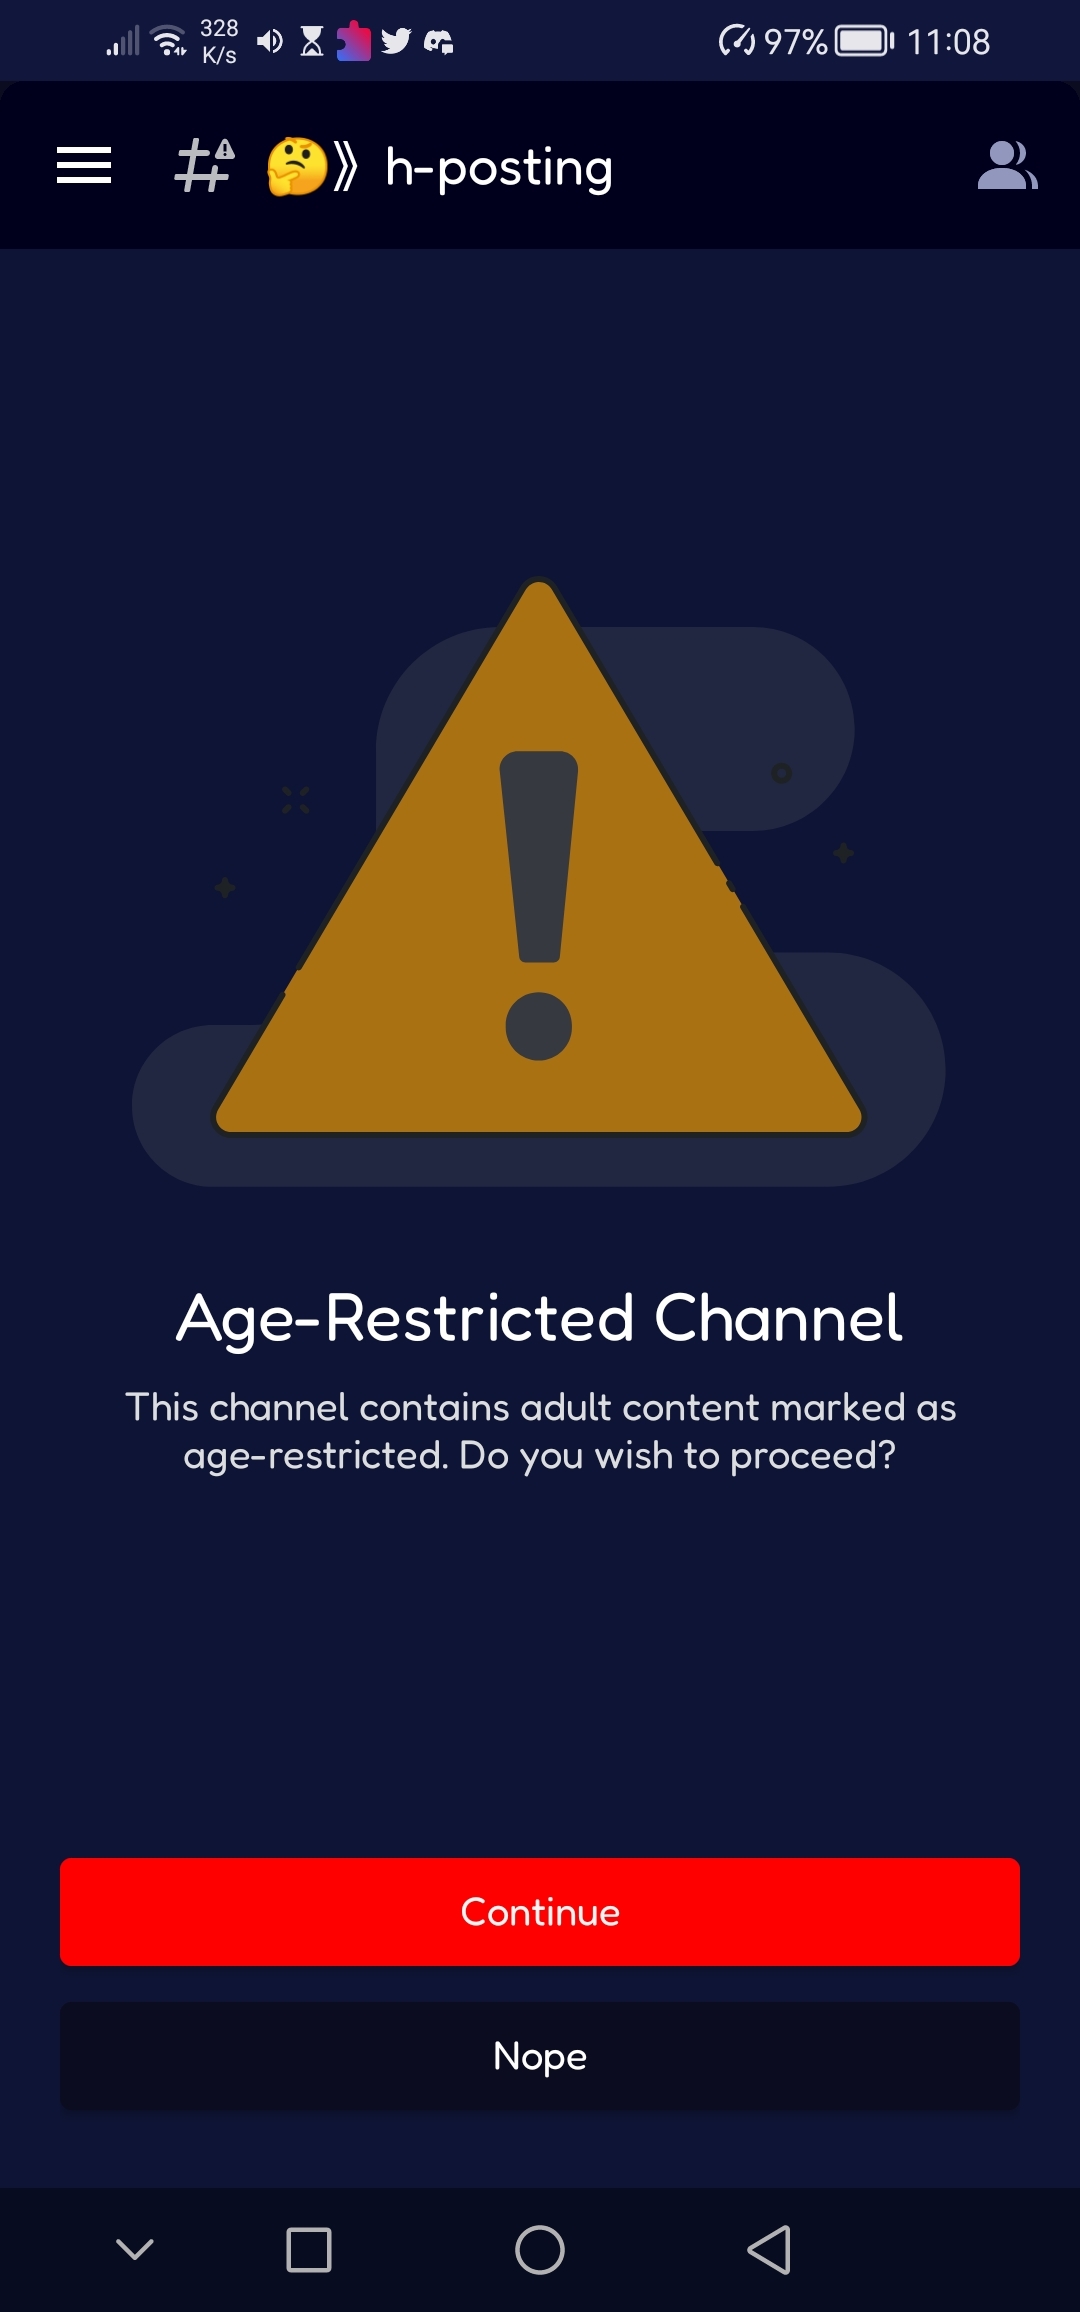 328
K/s
97%
11:08
# 🤔》 h-posting
Age-Restricted Channel
This channel contains adult content marked as
age-restricted. Do you wish to proceed?
Continue
Nope